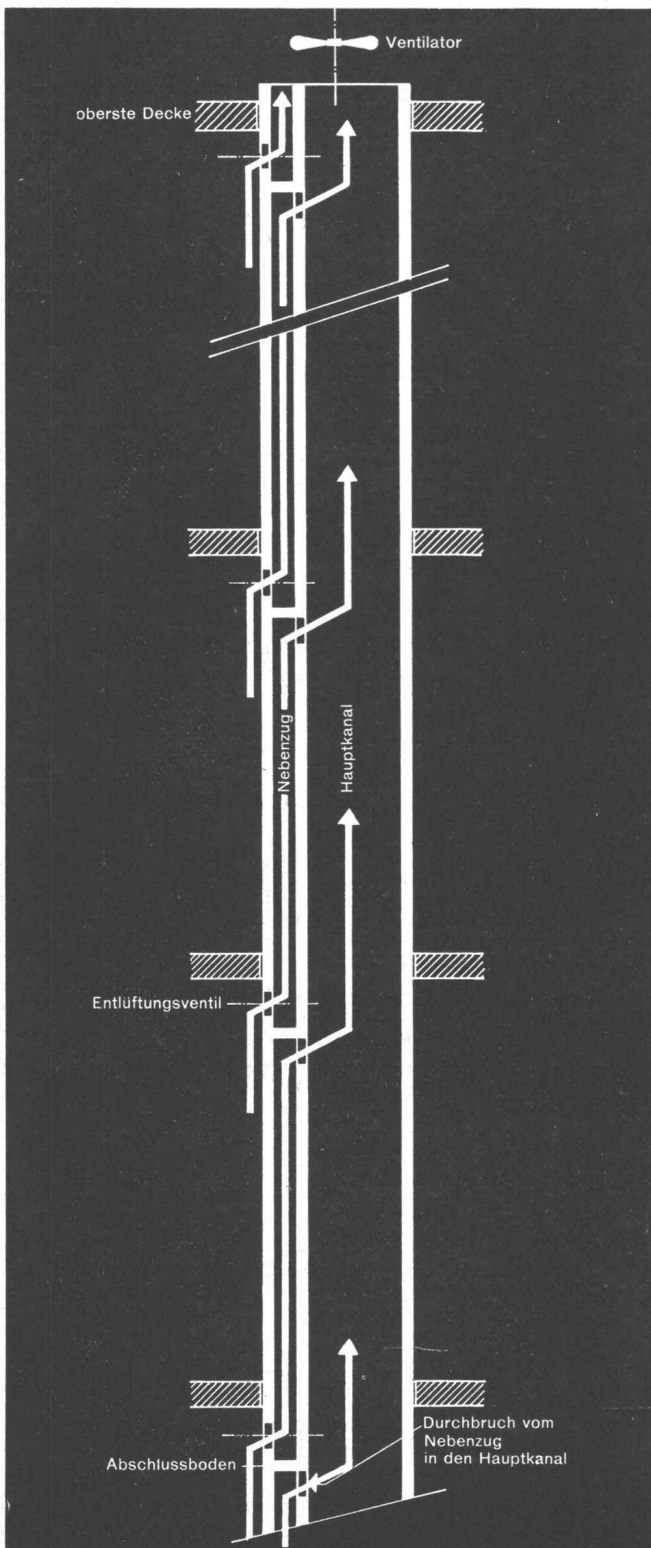 Ventilator
oberste Decke
Nebenzug
Hauptkanal
Entlüftungsventil
Durchbruch vom
Nebenzug
in den Hauptkanal
Abschlussboden